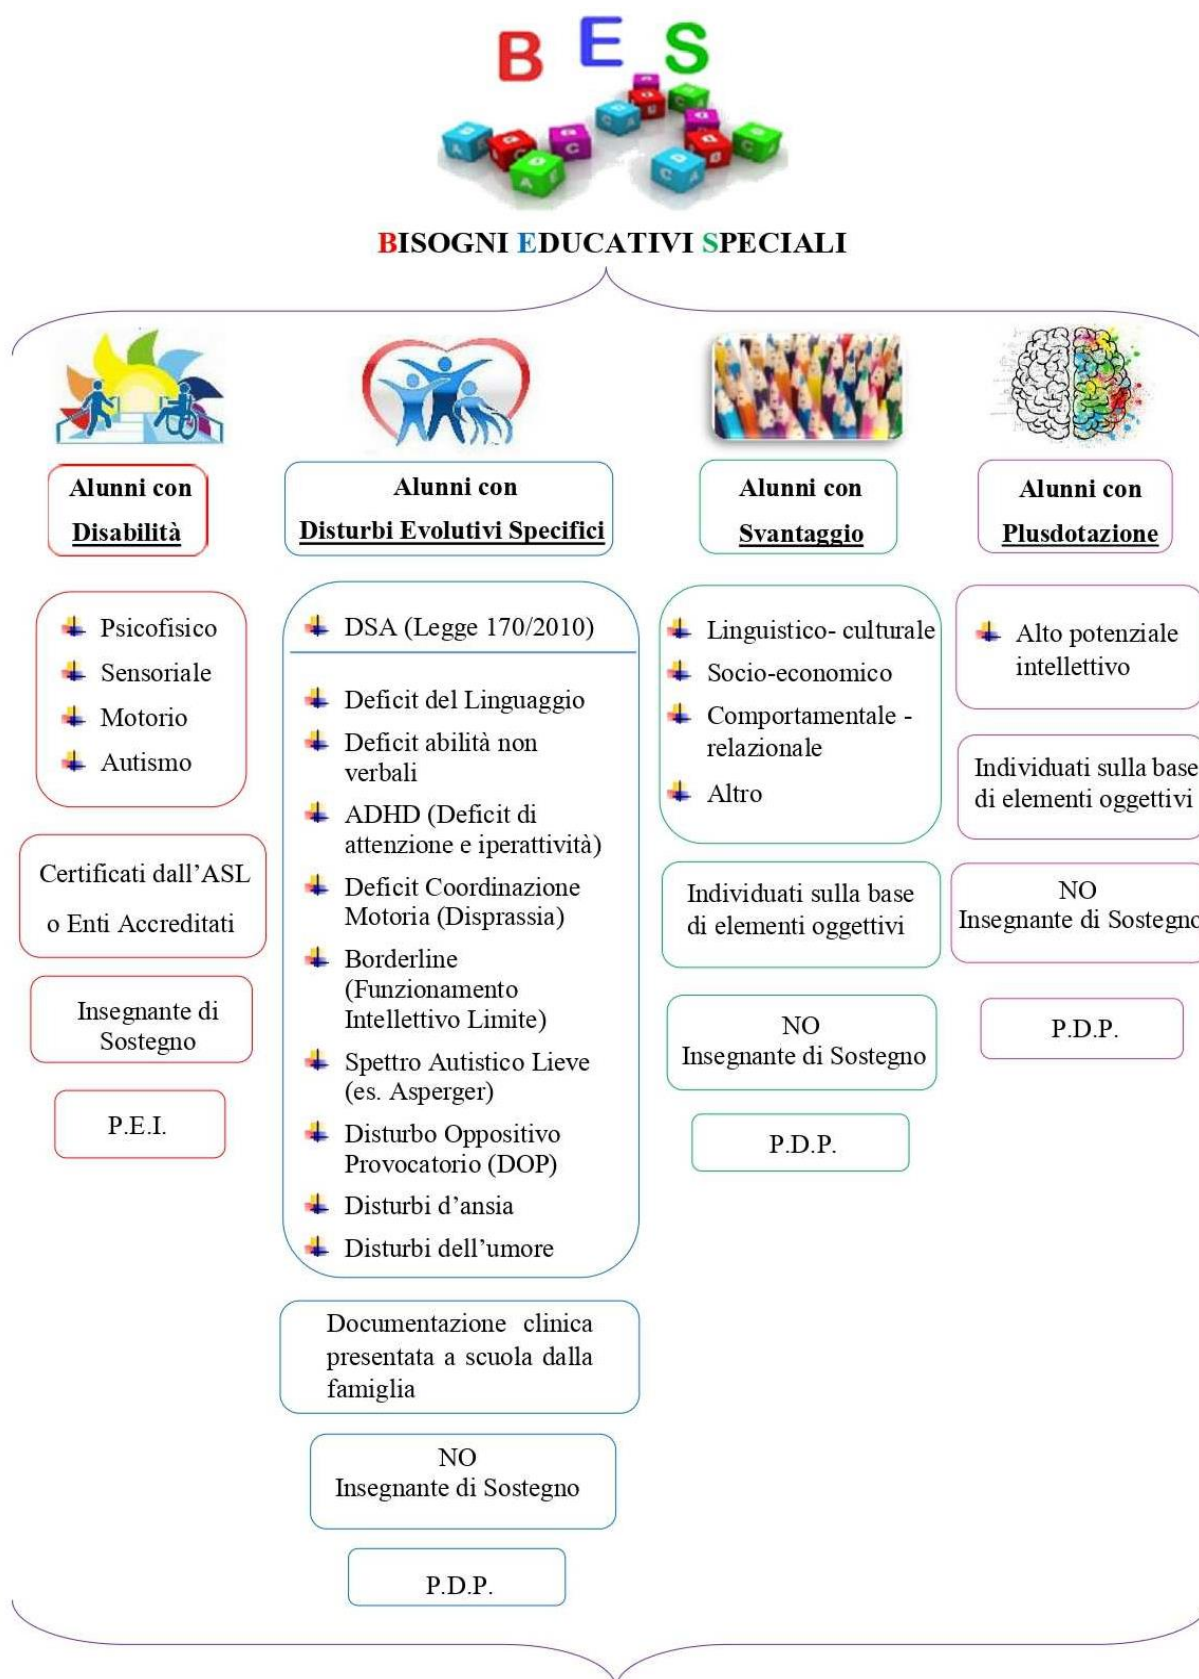 B E S
BISOGNI EDUCATIVI SPECIALI
Alunni con
Disabilità
Psicofisico
Sensoriale
Motorio
Autismo
Certificati dall’ASL
o Enti Accreditati
Insegnante di
Sostegno
P.E.I.
Alunni con
Disturbi Evolutivi Specifici
DSA (Legge 170/2010)
Deficit del Linguaggio
Deficit abilità non
verbali
ADHD (Deficit di
attenzione e iperattività)
Deficit Coordinazione
Motoria (Disprassia)
Borderline
(Funzionamento
Intellettivo Limite)
Spettro Autistico Lieve
(es. Asperger)
Disturbo Oppositivo
Provocatorio (DOP)
Disturbi d’ansia
Disturbi dell’umore
Documentazione clinica
presentata a scuola dalla
famiglia
NO
Insegnante di Sostegno
P.D.P.
Alunni con
Svantaggio
Linguistico- culturale
Socio-economico
Comportamentale -
relazionale
Altro
Individuati sulla base
di elementi oggettivi
NO
Insegnante di Sostegno
P.D.P.
Alunni con
Plusdotazione
Alto potenziale
intellettivo
Individuati sulla base
di elementi oggettivi
NO
Insegnante di Sostegno
P.D.P.